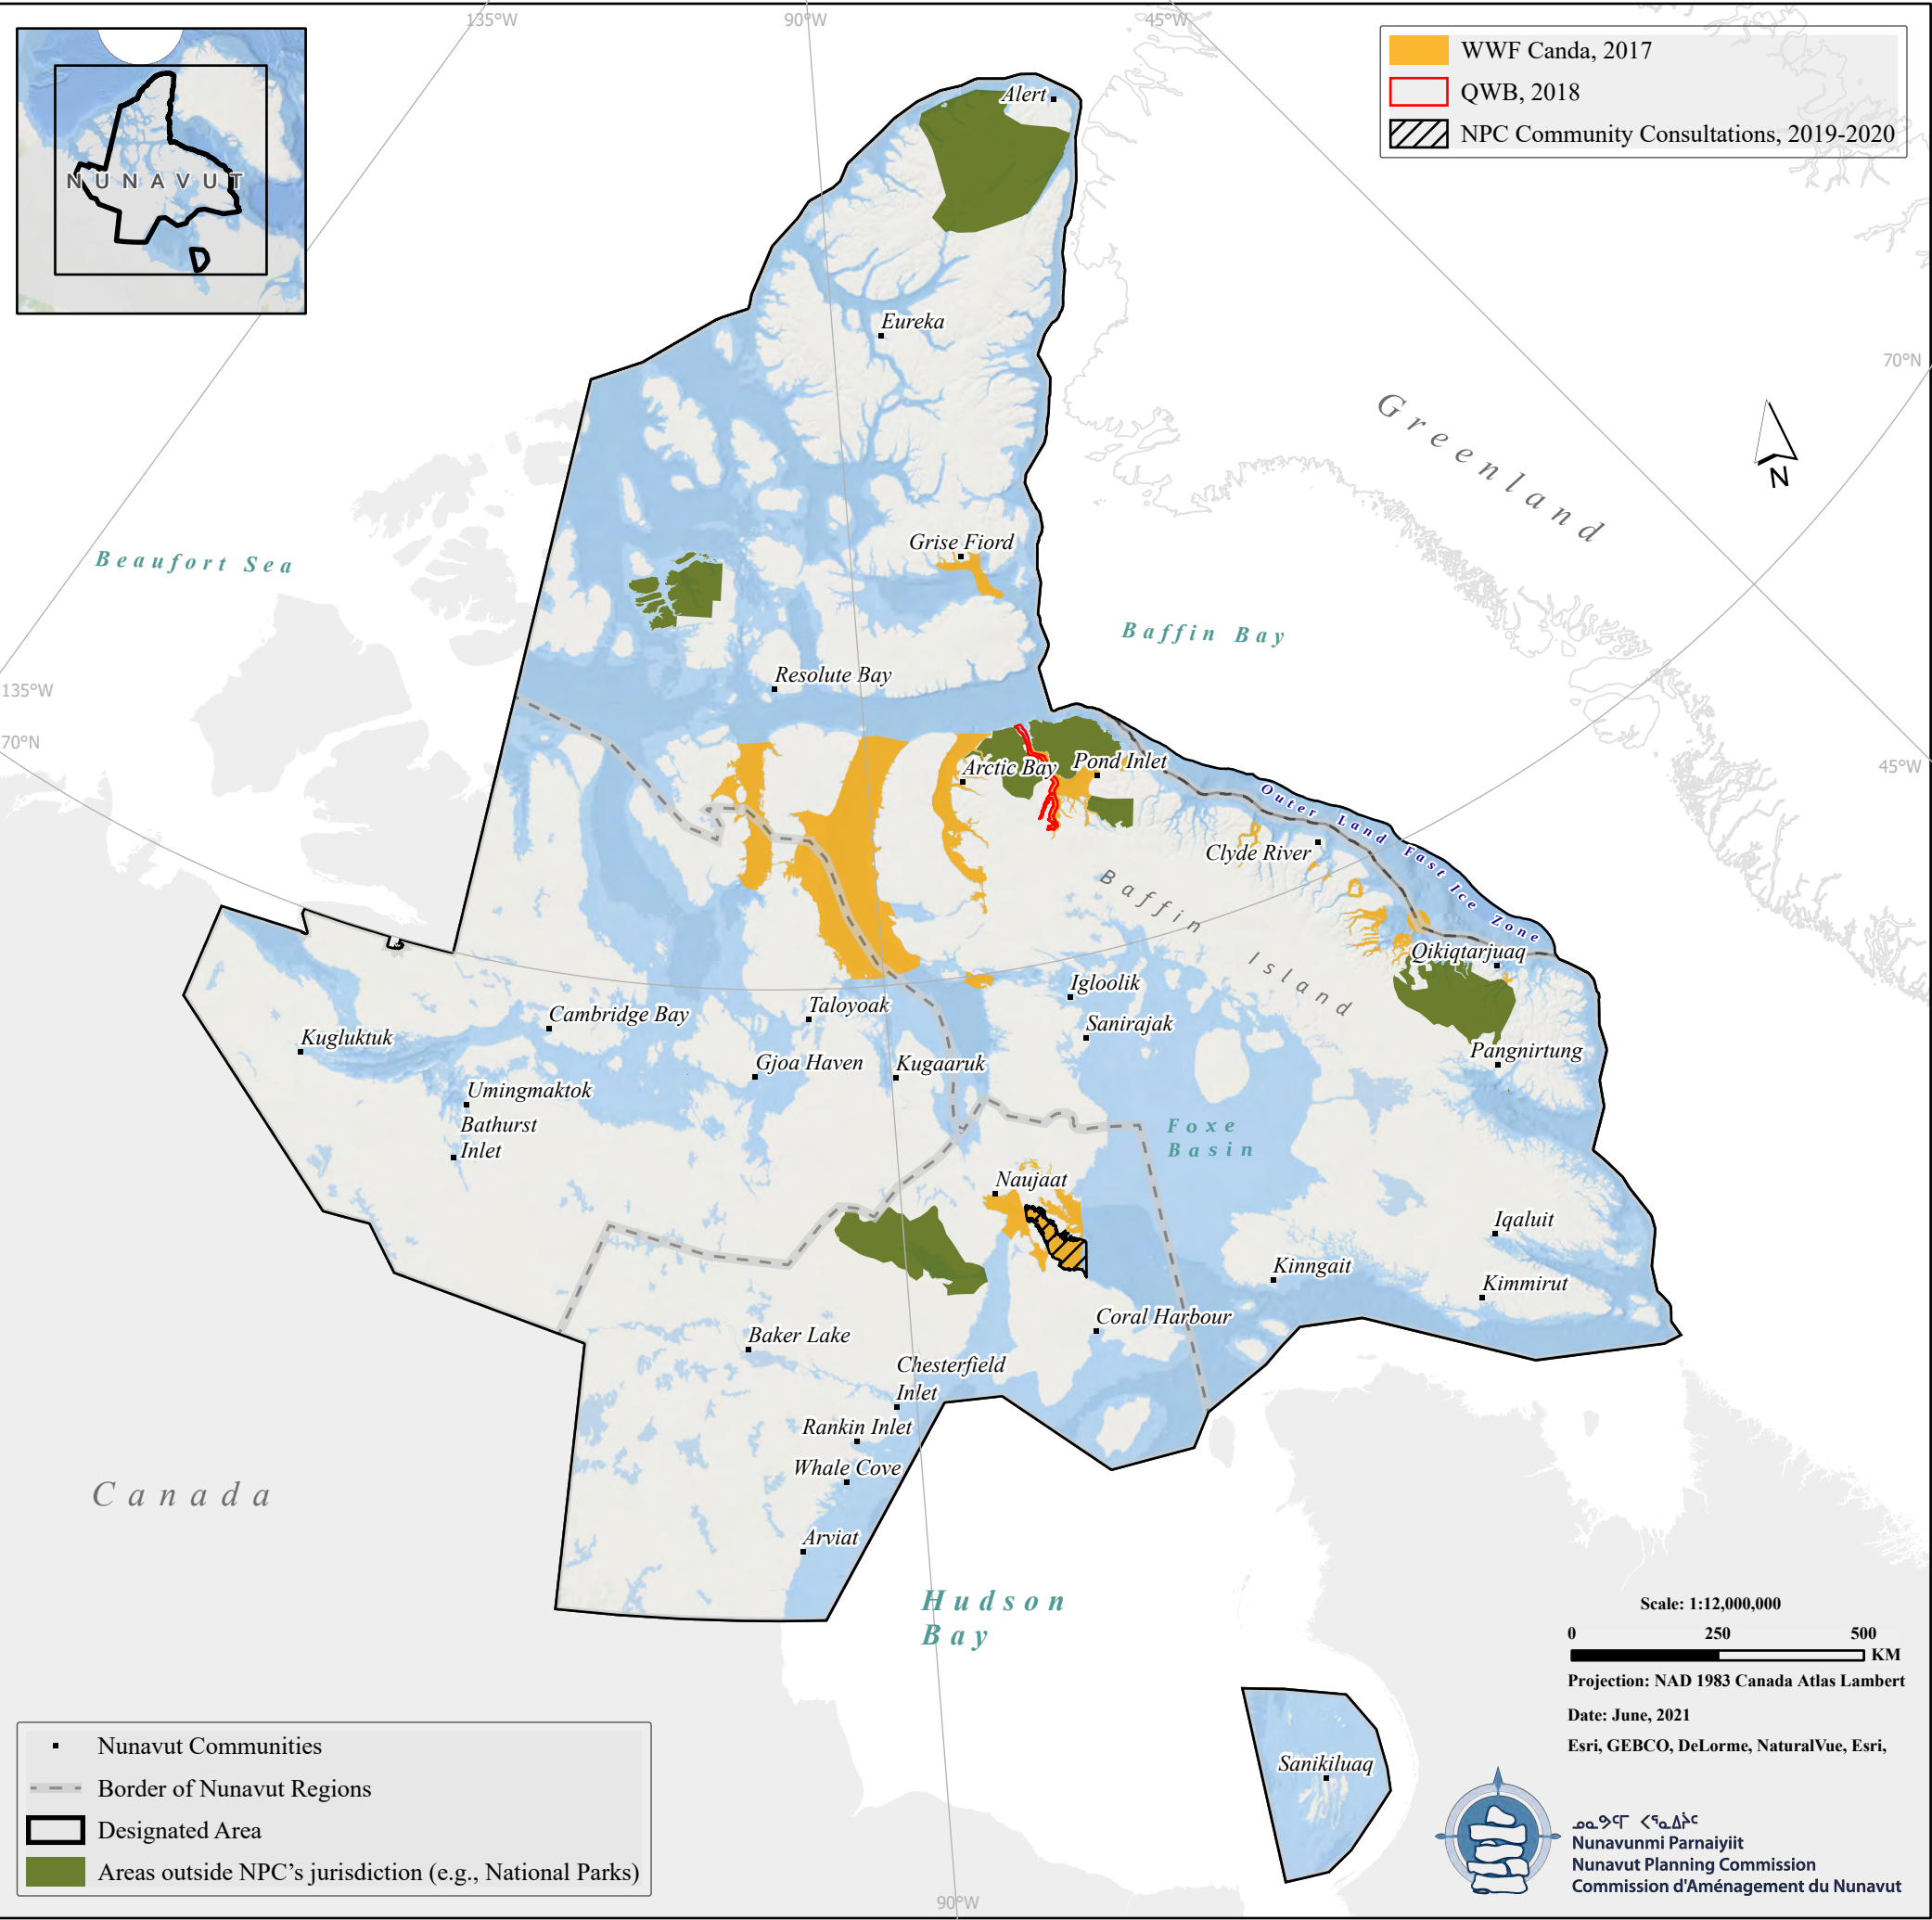 135°W
90°W
45°W
WWF Canda, 2017
QWB, 2018
NPC Community Consultations, 2019-2020
NUNAVUT
Alert
Eureka
70°N
Greenland
Grise Fiord
Beaufort Sea
Baffin Bay
Resolute Bay
135°W
70°N
45°W
Arctic Bay
Pond Inlet
Outer Land Fast Ice Zone
Clyde River
Baffin Island
Qikiqtarjuaq
Igloolik
Taloyoak
Cambridge Bay
Sanirajak
Kugluktuk
Pangnirtung
Gjoa Haven
Kugaaruk
Umingmaktok
Bathurst
Inlet
Foxe
Basin
Naujaat
Iqaluit
Kinngait
Kimmirut
Coral Harbour
Baker Lake
Chesterfield
Inlet
Rankin Inlet
Whale Cove
Canada
Arviat
Hudson
Bay
Scale: 1:12,000,000
0 250 500
KM
Projection: NAD 1983 Canada Atlas Lambert
Date: June, 2021
Esri, GEBCO, DeLorme, NaturalVue, Esri,
Sanikiluaq
Nunavut Communities
Border of Nunavut Regions
Designated Area
Areas outside NPC's jurisdiction (e.g., National Parks)
90°W
ᓄᓇᕗᑦᒥ ᐸᕐᓇᐃᔩᑦ
Nunavunmi Parnaiyiit
Nunavut Planning Commission
Commission d'Aménagement du Nunavut